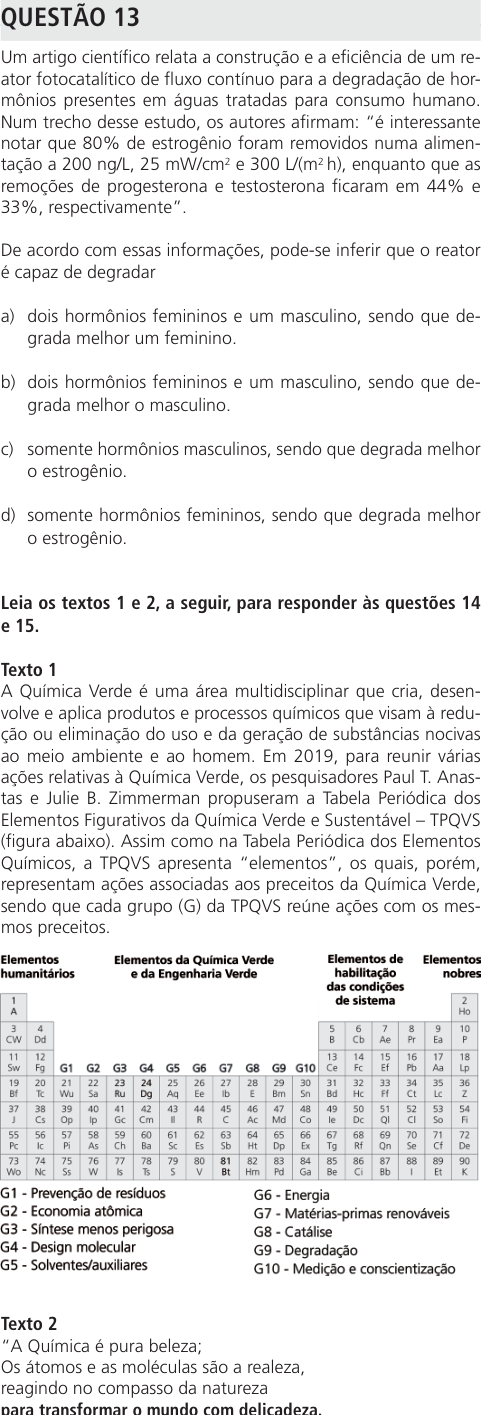 QUESTÃO 13
Um artigo científico relata a construção e a eficiência de um re-
ator fotocatalítico de fluxo contínuo para a degradação de hor-
mônios presentes em águas tratadas para consumo humano.
Num trecho desse estudo, os autores afirmam: “é interessante
notar que 80% de estrogênio foram removidos numa alimen-
tação a 200 ng/L, 25 mW/cm² e 300 L/(m² h), enquanto que as
remoções de progesterona e testosterona ficaram em 44% e
33%, respectivamente”.
De acordo com essas informações, pode-se inferir que o reator
é capaz de degradar
a) dois hormônios femininos e um masculino, sendo que de-
grada melhor um feminino.
b) dois hormônios femininos e um masculino, sendo que de-
grada melhor o masculino.
c) somente hormônios masculinos, sendo que degrada melhor
o estrogênio.
d) somente hormônios femininos, sendo que degrada melhor
o estrogênio.
Leia os textos 1 e 2, a seguir, para responder às questões 14
e 15.
Texto 1
A Química Verde é uma área multidisciplinar que cria, desen-
volve e aplica produtos e processos químicos que visam à redu-
ção ou eliminação do uso e da geração de substâncias nocivas
ao meio ambiente e ao homem. Em 2019, para reunir várias
ações relativas à Química Verde, os pesquisadores Paul T. Anas-
tas e Julie B. Zimmerman propuseram a Tabela Periódica dos
Elementos Figurativos da Química Verde e Sustentável – TPQVS
(figura abaixo). Assim como na Tabela Periódica dos Elementos
Químicos, a TPQVS apresenta “elementos”, os quais, porém,
representam ações associadas aos preceitos da Química Verde,
sendo que cada grupo (G) da TPQVS reúne ações com os mes-
mos preceitos.
Elementos humanitários
Elementos da Química Verde e da Engenharia Verde
Elementos de habilitação das condições de sistema
Elementos nobres
1 2
A Ho
3 4 5 6 7 8 9 10
CW Dd B Cb Ae Pr Ea P
11 12 13 14 15 16 17 18
Sw Fg G1 G2 G3 G4 G5 G6 G7 G8 G9 G10 Ce Fc Ef Pb Aa Lp
19 20 21 22 23 24 25 26 27 28 29 30 31 32 33 34 35 36
Bf Tc Wu Sa Ru Dg Aq Ee Ib E Bm Sn Bd Hc Ff Ct Lc Z
37 38 39 40 41 42 43 44 45 46 47 48 49 50 51 52 53 54
J Cs O Ip Gc Cm Il R C Ac Md Co Ie Dc Ql Cl So Fi
55 56 57 58 59 60 61 62 63 64 65 66 67 68 69 70 71 72
Pc Ic Pi As Ch Ba Sc Es Sb Ht Dp Ex Tg Rf Qn Se Cf De
73 74 75 76 77 78 79 80 81 82 83 84 85 86 87 88 89 90
Wo Nc Ss W Is Ts S V Bt Hm Pd Ga Be Ci Bb I Et K
G1 - Prevenção de resíduos
G2 - Economia atômica
G3 - Síntese menos perigosa
G4 - Design molecular
G5 - Solventes/auxiliares
G6 - Energia
G7 - Matérias-primas renováveis
G8 - Catálise
G9 - Degradação
G10 - Medição e conscientização
Texto 2
“A Química é pura beleza;
Os átomos e as moléculas são a realeza,
reagindo no compasso da natureza
para transformar o mundo com delicadeza.